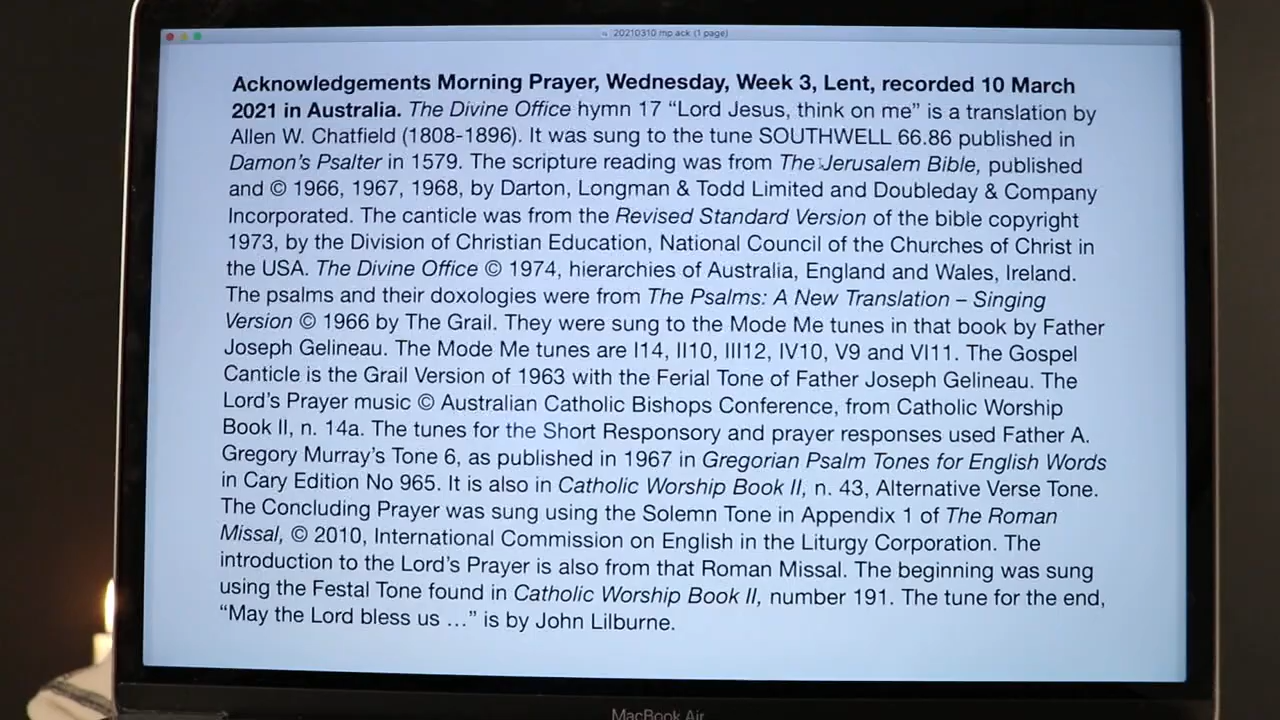 20210310 mp ack (1 page)
Acknowledgements Morning Prayer, Wednesday, Week 3, Lent, recorded 10 March
2021 in Australia. The Divine Office hymn 17 “Lord Jesus, think on me” is a translation by
Allen W. Chatfield (1808-1896). It was sung to the tune SOUTHWELL 66.86 published in
Damon’s Psalter in 1579. The scripture reading was from The Jerusalem Bible, published
and © 1966, 1967, 1968, by Darton, Longman & Todd Limited and Doubleday & Company
Incorporated. The canticle was from the Revised Standard Version of the bible copyright
1973, by the Division of Christian Education, National Council of the Churches of Christ in
the USA. The Divine Office © 1974, hierarchies of Australia, England and Wales, Ireland.
The psalms and their doxologies were from The Psalms: A New Translation – Singing
Version © 1966 by The Grail. They were sung to the Mode Me tunes in that book by Father
Joseph Gelineau. The Mode Me tunes are I14, II10, III12, IV10, V9 and VI11. The Gospel
Canticle is the Grail Version of 1963 with the Ferial Tone of Father Joseph Gelineau. The
Lord’s Prayer music © Australian Catholic Bishops Conference, from Catholic Worship
Book II, n. 14a. The tunes for the Short Responsory and prayer responses used Father A.
Gregory Murray’s Tone 6, as published in 1967 in Gregorian Psalm Tones for English Words
in Cary Edition No 965. It is also in Catholic Worship Book II, n. 43, Alternative Verse Tone.
The Concluding Prayer was sung using the Solemn Tone in Appendix 1 of The Roman
Missal, © 2010, International Commission on English in the Liturgy Corporation. The
introduction to the Lord’s Prayer is also from that Roman Missal. The beginning was sung
using the Festal Tone found in Catholic Worship Book II, number 191. The tune for the end,
“May the Lord bless us …” is by John Lilburne.
MacBook Air